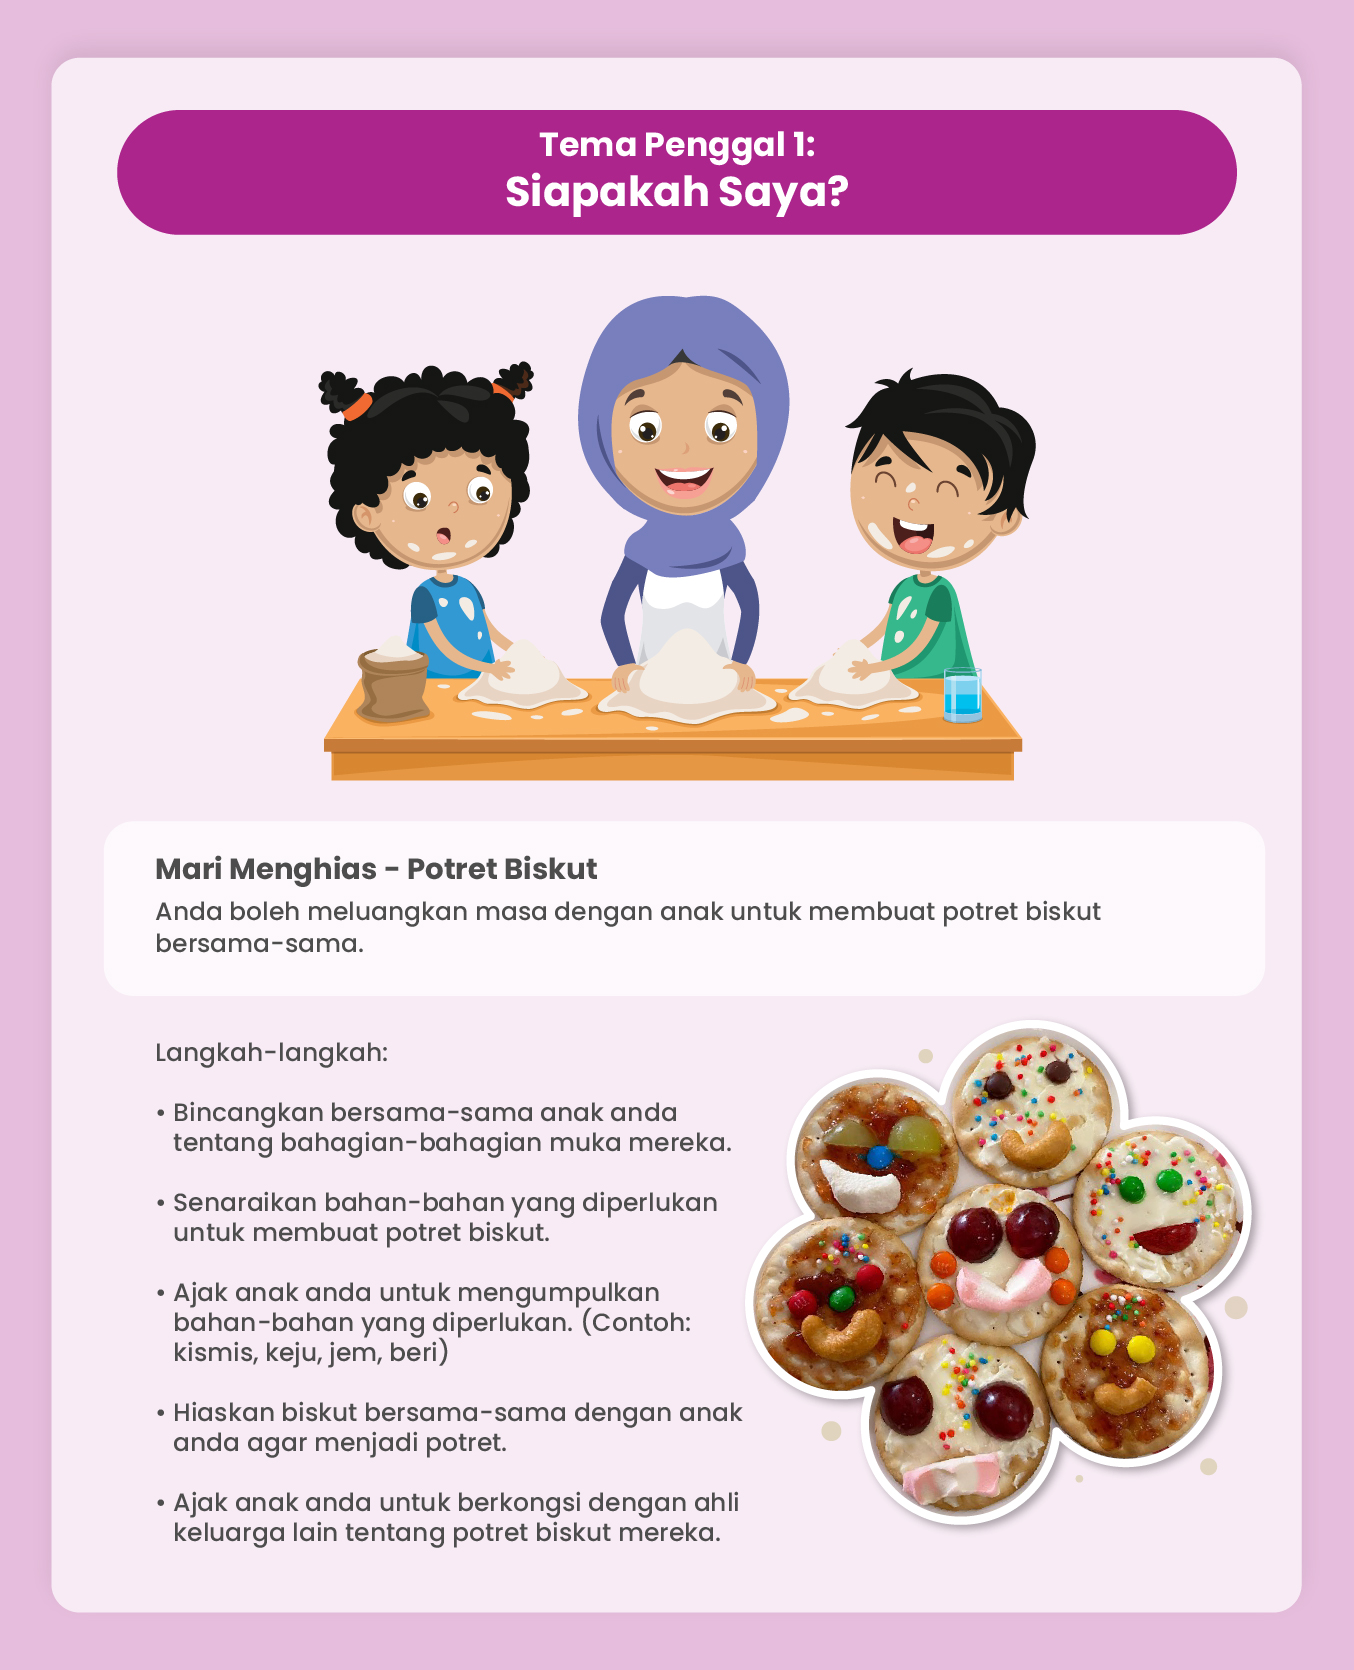 Tema Penggal 1:
Siapakah Saya?
Mari Menghias - Potret Biskut
Anda boleh meluangkan masa dengan anak untuk membuat potret biskut
bersama-sama.
Langkah-langkah:
• Bincangkan bersama-sama anak anda
tentang bahagian-bahagian muka mereka.
• Senaraikan bahan-bahan yang diperlukan
untuk membuat potret biskut.
• Ajak anak anda untuk mengumpulkan
bahan-bahan yang diperlukan. (Contoh:
kismis, keju, jem, beri)
• Hiaskan biskut bersama-sama dengan anak
anda agar menjadi potret.
• Ajak anak anda untuk berkongsi dengan ahli
keluarga lain tentang potret biskut mereka.